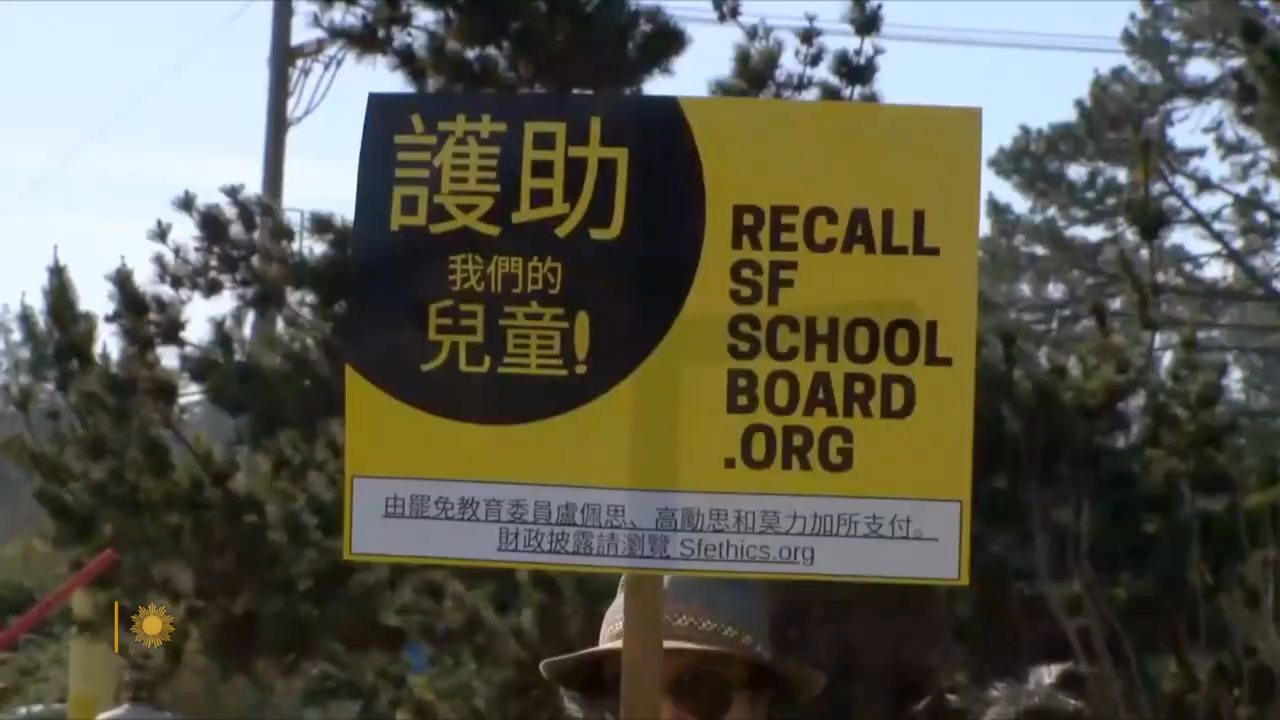 護助
我們的
兒童!
RECALL
SF
SCHOOL
BOARD
.ORG
由罷免教育委員盧佩思、高勵思和莫力加所支付。
財政披露請瀏覽 Sfethics.org